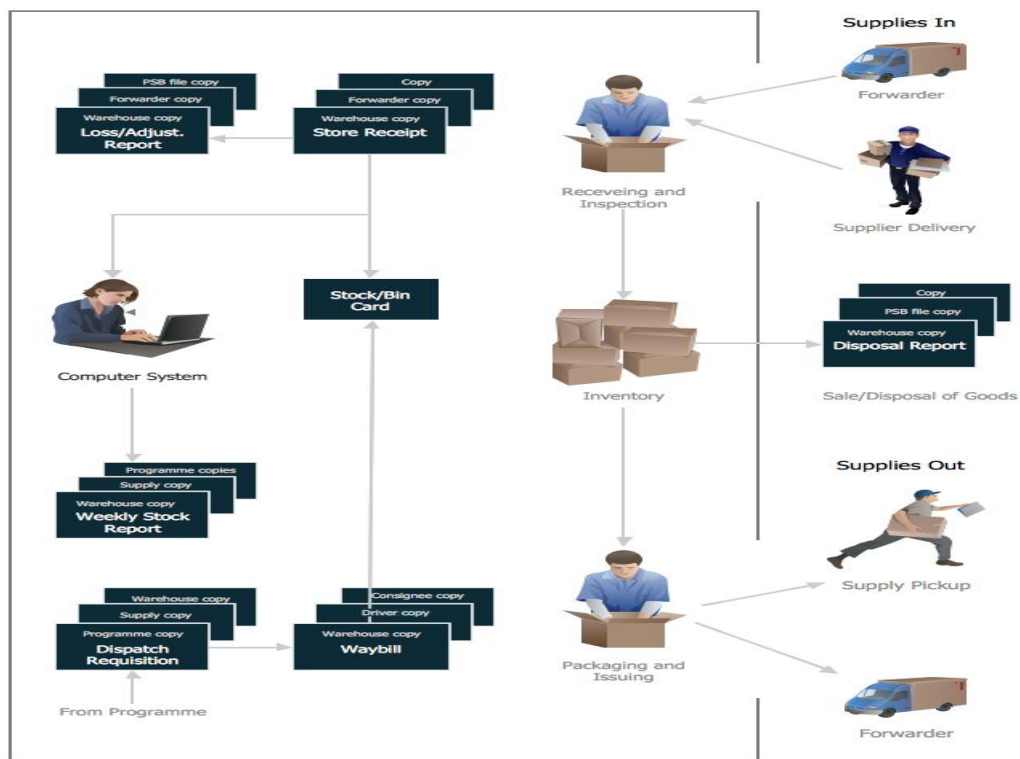 Supplies In
PSB file copy
Forwarder copy
Warehouse copy
Loss/Adjust.
Report
Copy
Forwarder copy
Warehouse copy
Store Receipt
Forwarder
Receveing and
Inspection
Supplier Delivery
Stock/Bin
Card
Computer System
Inventory
Copy
PSB file copy
Warehouse copy
Disposal Report
Sale/Disposal of Goods
Programme copies
Supply copy
Warehouse copy
Weekly Stock
Report
Supplies Out
Supply Pickup
Warehouse copy
Supply copy
Programme copy
Dispatch
Requisition
Consignee copy
Driver copy
Warehouse copy
Waybill
Packaging and
Issuing
From Programme
Forwarder